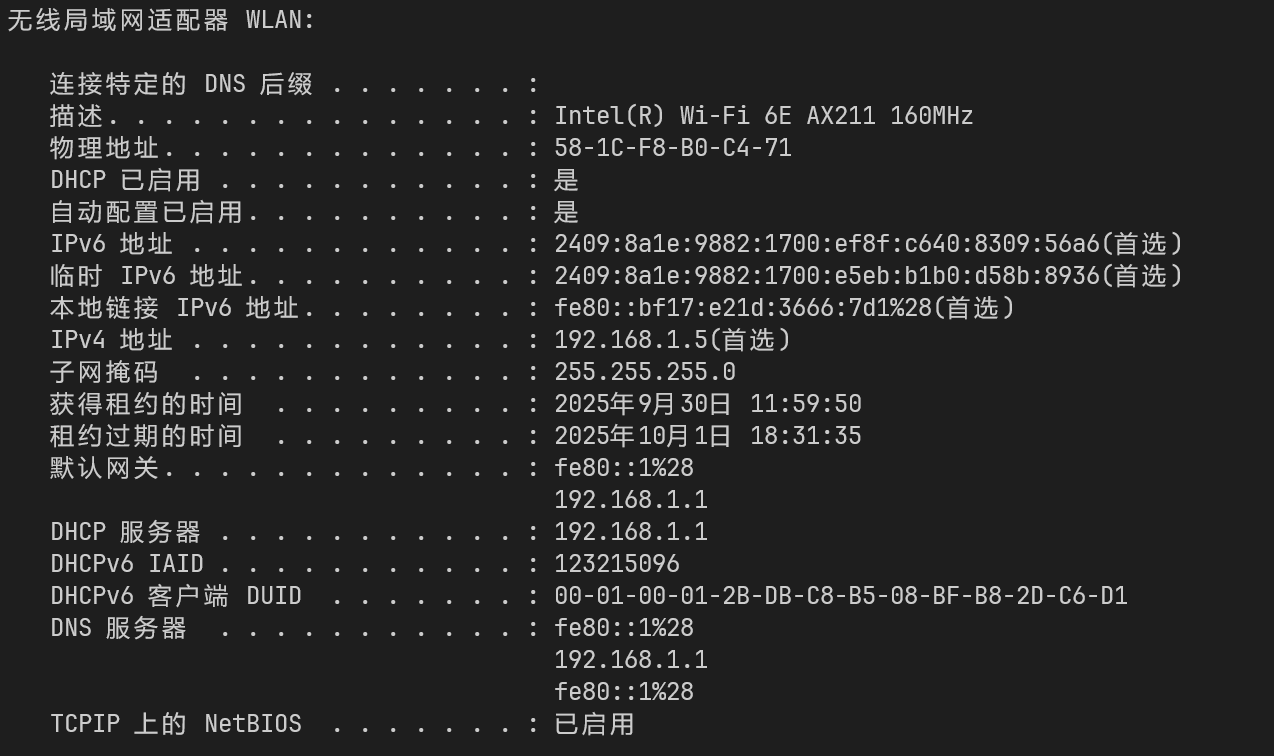 无线局域网适配器 WLAN:
连接特定的 DNS 后缀 . . . . . . . :
描述. . . . . . . . . . . . . . . : Intel(R) Wi-Fi 6E AX211 160MHz
物理地址. . . . . . . . . . . . . : 58-1C-F8-B0-C4-71
DHCP 已启用 . . . . . . . . . . . : 是
自动配置已启用. . . . . . . . . . : 是
IPv6 地址 . . . . . . . . . . . . : 2409:8a1e:9882:1700:ef8f:c640:8309:56a6(首选)
临时 IPv6 地址. . . . . . . . . . : 2409:8a1e:9882:1700:e5eb:b1b0:d58b:8936(首选)
本地链接 IPv6 地址. . . . . . . . : fe80::bf17:e21d:3666:7d1%28(首选)
IPv4 地址 . . . . . . . . . . . . : 192.168.1.5(首选)
子网掩码  . . . . . . . . . . . . : 255.255.255.0
获得租约的时间  . . . . . . . . . : 2025年9月30日 11:59:50
租约过期的时间  . . . . . . . . . : 2025年10月1日 18:31:35
默认网关. . . . . . . . . . . . . : fe80::1%28
192.168.1.1
DHCP 服务器 . . . . . . . . . . . : 192.168.1.1
DHCPv6 IAID . . . . . . . . . . . : 123215096
DHCPv6 客户端 DUID  . . . . . . . : 00-01-00-01-2B-DB-C8-B5-08-BF-B8-2D-C6-D1
DNS 服务器  . . . . . . . . . . . : fe80::1%28
192.168.1.1
fe80::1%28
TCPIP 上的 NetBIOS  . . . . . . . : 已启用